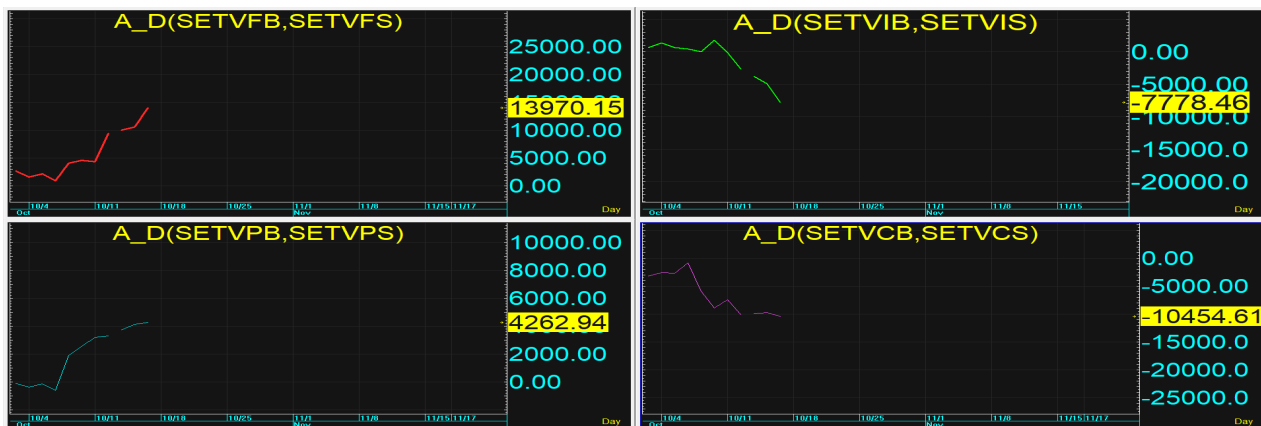 A_D(SETVFB,SETVFS)
25000.00
20000.00
13970.15
10000.00
5000.00
0.00
10/4 10/11 10/18 10/25 11/1 11/8 11/15 11/17
Oct Nov Day
A_D(SETVIB,SETVIS)
0.00
-5000.00
-7778.46
-10000.0
-15000.0
-20000.0
10/4 10/11 10/18 10/25 11/1 11/8 11/15
Oct Nov Day
A_D(SETVPB,SETVPS)
10000.00
8000.00
6000.00
4262.94
2000.00
0.00
10/4 10/11 10/18 10/25 11/1 11/8 11/15 11/17
Oct Nov Day
A_D(SETVCB,SETVCS)
0.00
-5000.00
-10454.61
-15000.0
-20000.0
-25000.0
10/4 10/11 10/18 10/25 11/1 11/8 11/15 11/17
Oct Nov Day